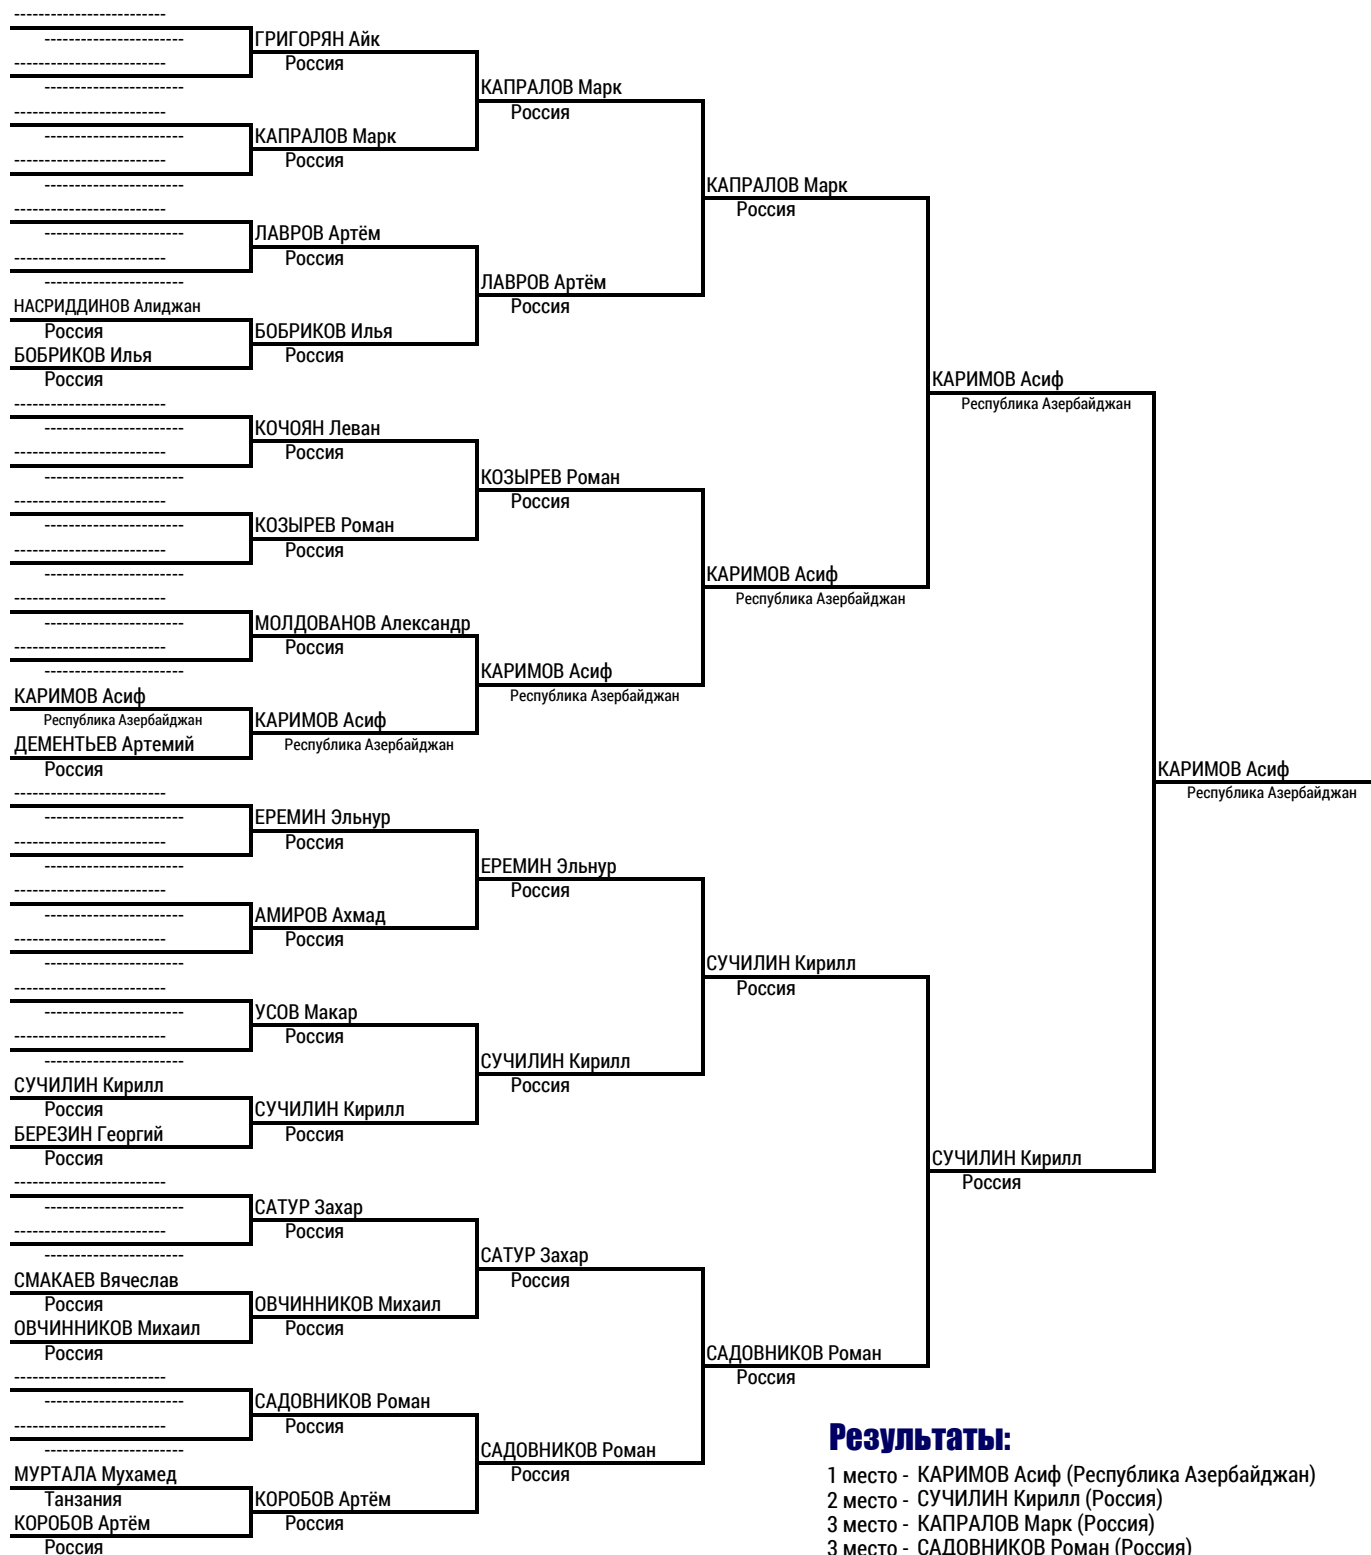 -------------------------
-----------------------
ГРИГОРЯН Айк
-------------------------
Россия
-----------------------
КАПРАЛОВ Марк
-------------------------
Россия
-----------------------
КАПРАЛОВ Марк
-------------------------
Россия
-----------------------
КАПРАЛОВ Марк
-------------------------
Россия
-----------------------
ЛАВРОВ Артём
-------------------------
Россия
-----------------------
ЛАВРОВ Артём
НАСРИДДИНОВ Алиджан
Россия
Россия
БОБРИКОВ Илья
БОБРИКОВ Илья
Россия
Россия
КАРИМОВ Асиф
-------------------------
Республика Азербайджан
-----------------------
КОЧОЯН Леван
-------------------------
Россия
-----------------------
КОЗЫРЕВ Роман
-------------------------
Россия
-----------------------
КОЗЫРЕВ Роман
-------------------------
Россия
-----------------------
КАРИМОВ Асиф
-------------------------
Республика Азербайджан
-----------------------
МОЛДОВАНОВ Александр
-------------------------
Россия
-----------------------
КАРИМОВ Асиф
КАРИМОВ Асиф
Республика Азербайджан
Республика Азербайджан
КАРИМОВ Асиф
ДЕМЕНТЬЕВ Артемий
Республика Азербайджан
Россия
КАРИМОВ Асиф
-------------------------
Республика Азербайджан
-----------------------
ЕРЕМИН Эльнур
-------------------------
Россия
-----------------------
ЕРЕМИН Эльнур
-------------------------
Россия
-----------------------
АМИРОВ Ахмад
-------------------------
Россия
-----------------------
СУЧИЛИН Кирилл
-------------------------
Россия
-----------------------
УСОВ Макар
-------------------------
Россия
-----------------------
СУЧИЛИН Кирилл
СУЧИЛИН Кирилл
Россия
Россия
СУЧИЛИН Кирилл
БЕРЕЗИН Георгий
Россия
Россия
СУЧИЛИН Кирилл
-------------------------
Россия
-----------------------
САТУР Захар
-------------------------
Россия
-----------------------
САТУР Захар
СМАКАЕВ Вячеслав
Россия
Россия
ОВЧИННИКОВ Михаил
ОВЧИННИКОВ Михаил
Россия
Россия
САДОВНИКОВ Роман
-------------------------
Россия
-----------------------
САДОВНИКОВ Роман
-------------------------
Россия
-----------------------
САДОВНИКОВ Роман
МУРТАЛА Мухамед
Россия
Танзания
КОРОБОВ Артём
КОРОБОВ Артём
Россия
Россия
Результаты:
1 место - КАРИМОВ Асиф (Республика Азербайджан)
2 место - СУЧИЛИН Кирилл (Россия)
3 место - КАПРАЛОВ Марк (Россия)
3 место - САДОВНИКОВ Роман (Россия)